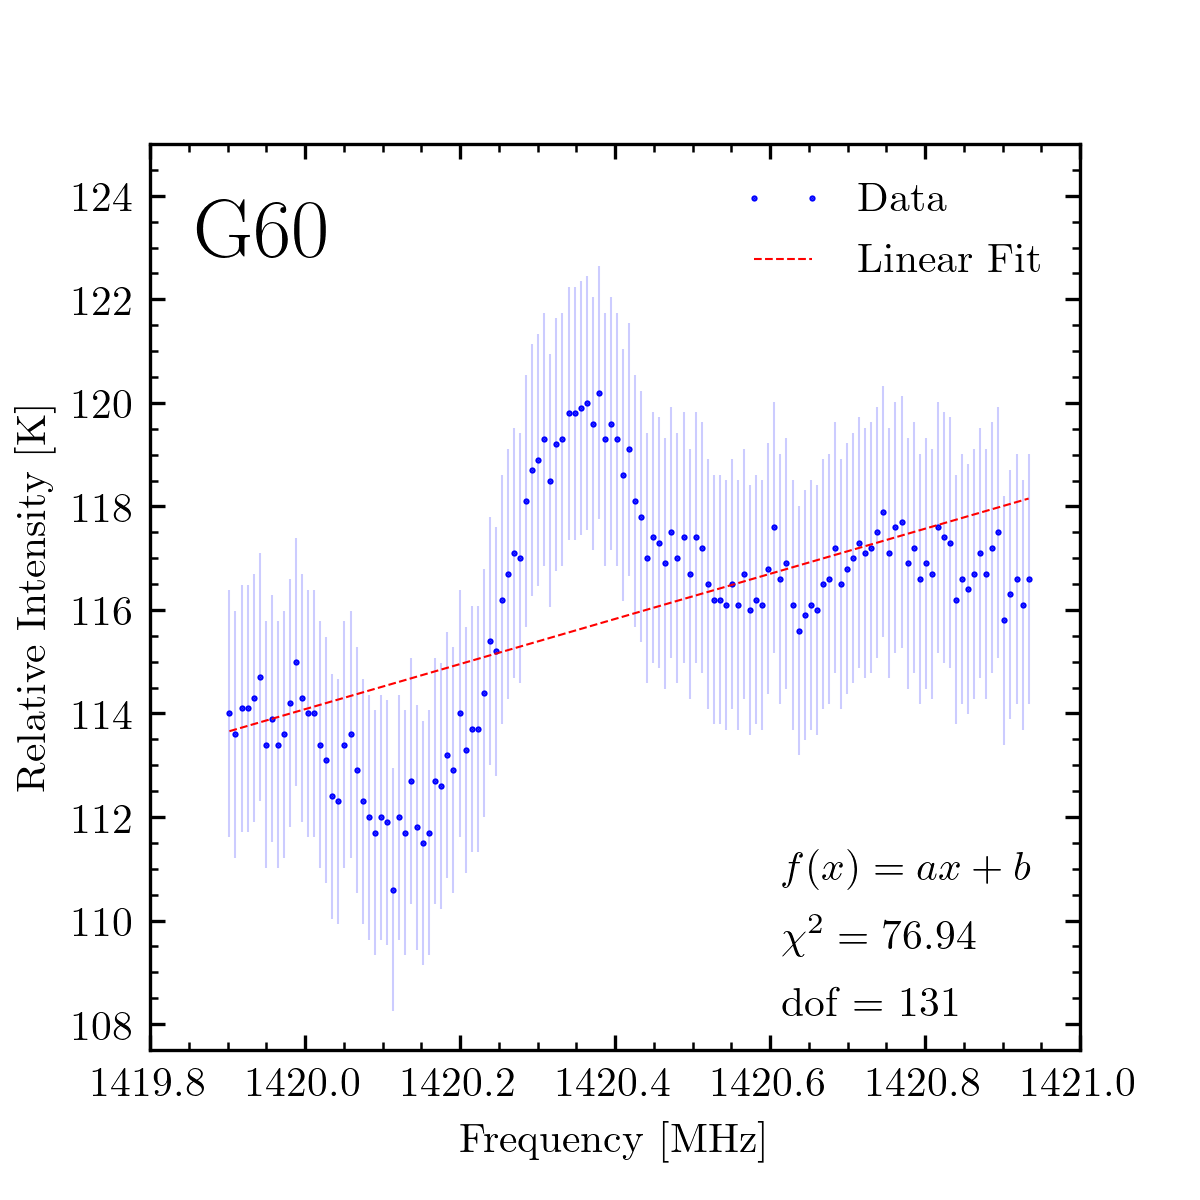 G60
Data
Linear Fit
124
122
120
118
116
114
112
110
108
Relative Intensity [K]
f(x) = ax + b
χ² = 76.94
dof = 131
1419.8 1420.0 1420.2 1420.4 1420.6 1420.8 1421.0
Frequency [MHz]